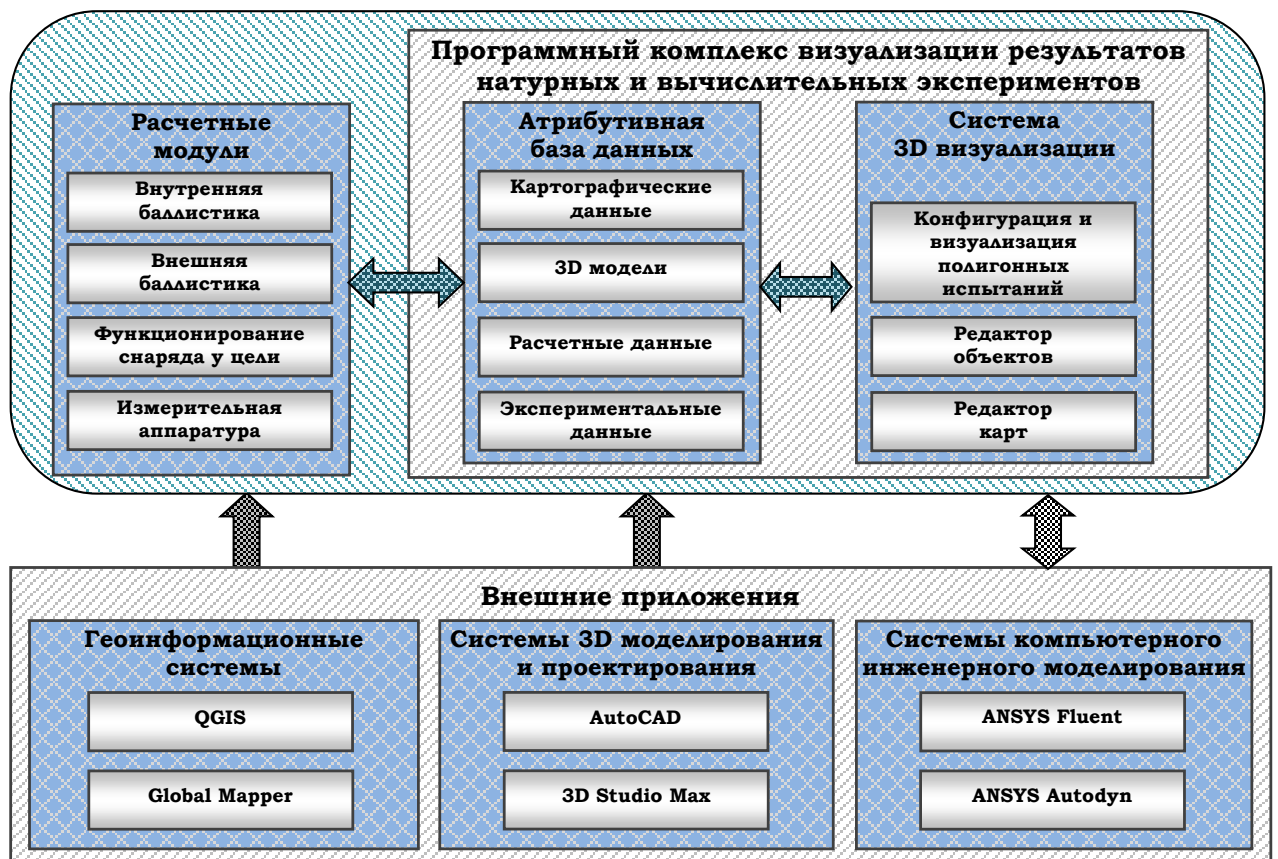 Программный комплекс визуализации результатов
натурных и вычислительных экспериментов
Расчетные
модули
Внутренняя
баллистика
Внешняя
баллистика
Функционирование
снаряда у цели
Измерительная
аппаратура
Атрибутивная
база данных
Картографические
данные
3D модели
Расчетные данные
Экспериментальные
данные
Система
3D визуализации
Конфигурация и
визуализация
полигонных
испытаний
Редактор
объектов
Редактор
карт
Внешние приложения
Геоинформационные
системы
QGIS
Global Mapper
Системы 3D моделирования
и проектирования
AutoCAD
3D Studio Max
Системы компьютерного
инженерного моделирования
ANSYS Fluent
ANSYS Autodyn